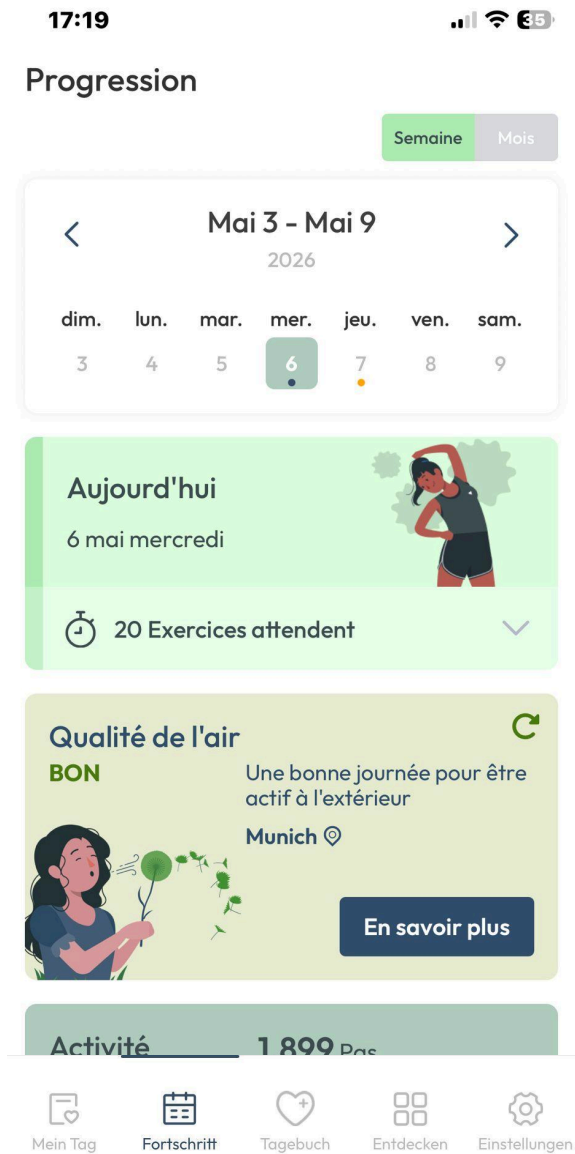 17:19
35
Progression
Semaine Mois
Mai 3 - Mai 9
2026
dim. lun. mar. mer. jeu. ven. sam.
3 4 5 6 7 8 9
Aujourd'hui
6 mai mercredi
20 Exercices attendent
Qualité de l'air
BON
Une bonne journée pour être
actif à l'extérieur
Munich
En savoir plus
Activité 1 899 Pas
Mein Tag Fortschritt Tagebuch Entdecken Einstellungen